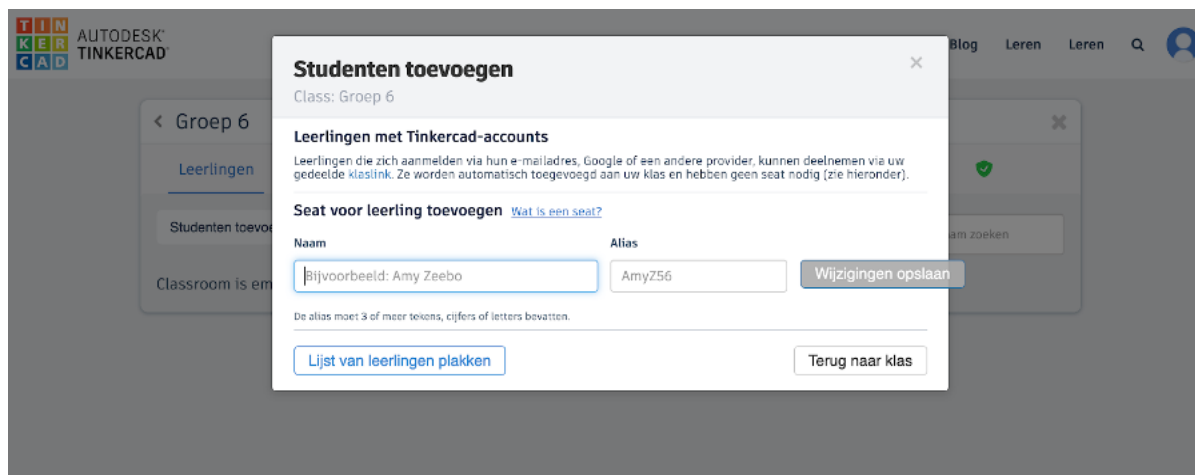 TIN
KER
CAD
AUTODESK
TINKERCAD
Blog Leren Leren
Studenten toevoegen
Class: Groep 6
Groep 6
Leerlingen
Leerlingen met Tinkercad-accounts
Leerlingen die zich aanmelden via hun e-mailadres, Google of een andere provider, kunnen deelnemen via uw
gedeelde klaslink. Ze worden automatisch toegevoegd aan uw klas en hebben geen seat nodig (zie hieronder).
Seat voor leerling toevoegen Wat is een seat?
Studenten toevoe
am zoeken
Naam Alias
Bijvoorbeeld: Amy Zeebo AmyZ56 Wijzigingen opslaan
Classroom is em
De alias moet 3 of meer tekens, cijfers of letters bevatten.
Lijst van leerlingen plakken Terug naar klas